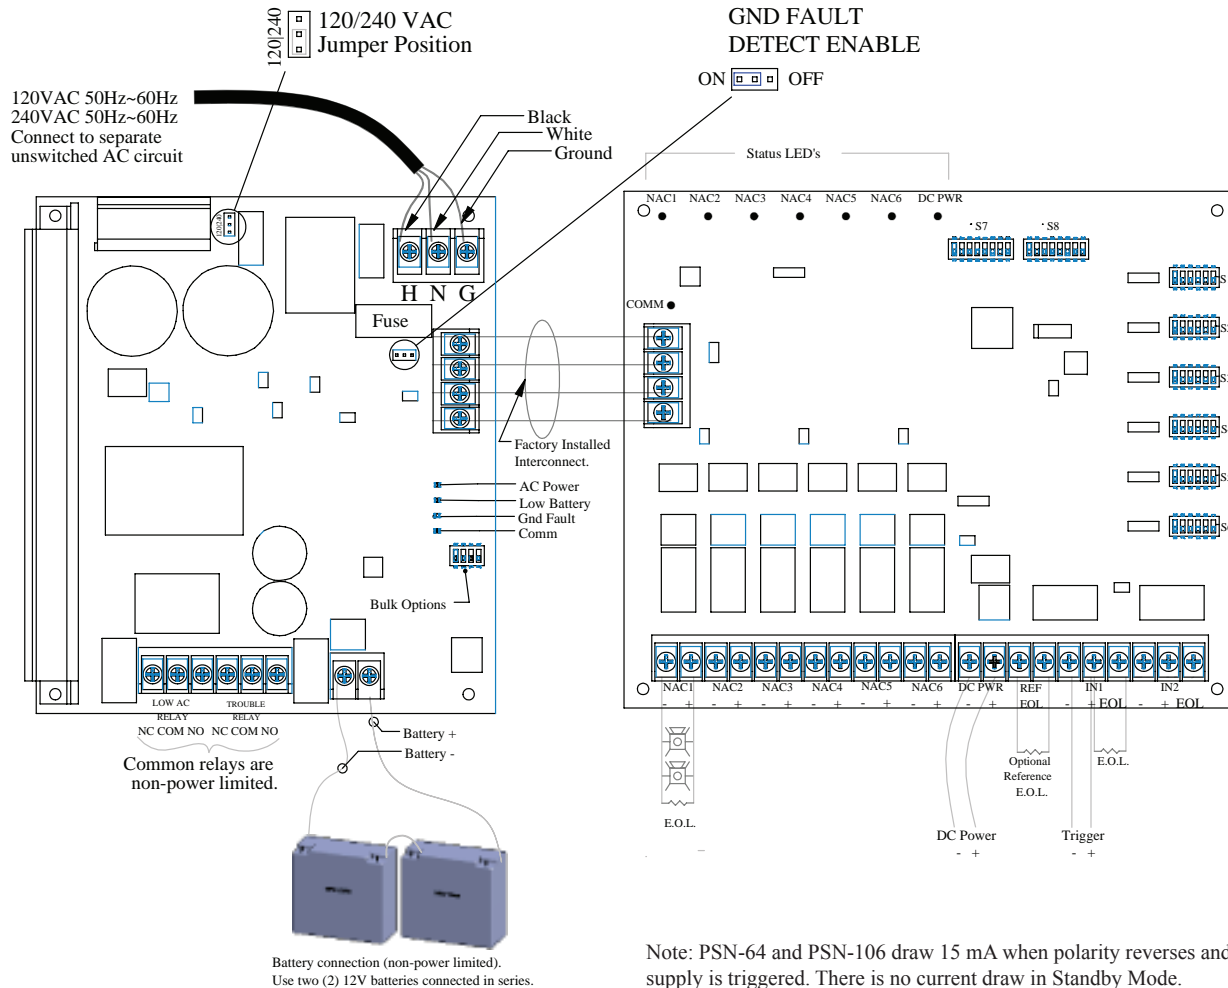 120|240
120/240 VAC
Jumper Position
GND FAULT
DETECT ENABLE
ON OFF
120VAC 50Hz~60Hz
240VAC 50Hz~60Hz
Connect to separate
unswitched AC circuit
Black
White
Ground
Status LED's
NAC1 NAC2 NAC3 NAC4 NAC5 NAC6 DC PWR
S7 S8
120|240
H N G
Fuse
COMM
Factory Installed
Interconnect.
AC Power
Low Battery
Gnd Fault
Comm
Bulk Options
LOW AC
RELAY
NC COM NO
TROUBLE
RELAY
NC COM NO
Common relays are
non-power limited.
Battery +
Battery -
NAC1 NAC2 NAC3 NAC4 NAC5 NAC6 DC PWR REF IN1 IN2
- + - + - + - + - + - + - + EOL - + EOL - + EOL
E.O.L.
Optional
Reference
E.O.L.
E.O.L.
DC Power
- +
Trigger
- +
Battery connection (non-power limited).
Use two (2) 12V batteries connected in series.
Note: PSN-64 and PSN-106 draw 15 mA when polarity reverses and
supply is triggered. There is no current draw in Standby Mode.